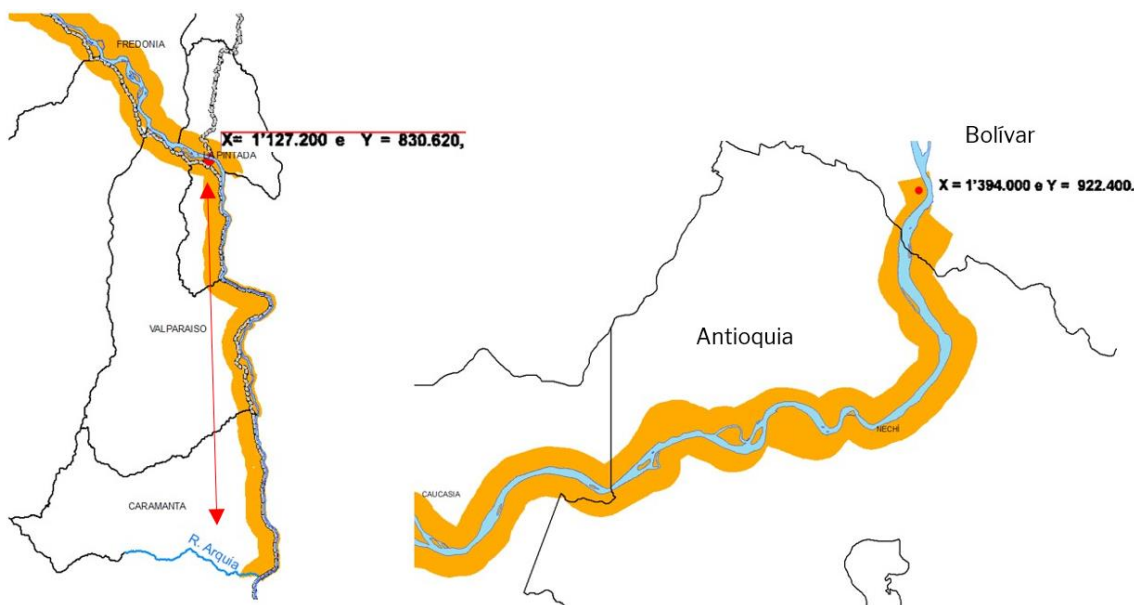 FREDONIA
X= 1'127.200 e Y = 830.620,
LA PINTADA
VALPARAISO
CARAMANTA
R. Arquia
Bolívar
X = 1'394.000 e Y = 922.400.
Antioquia
NECHÍ
CAUCASIA